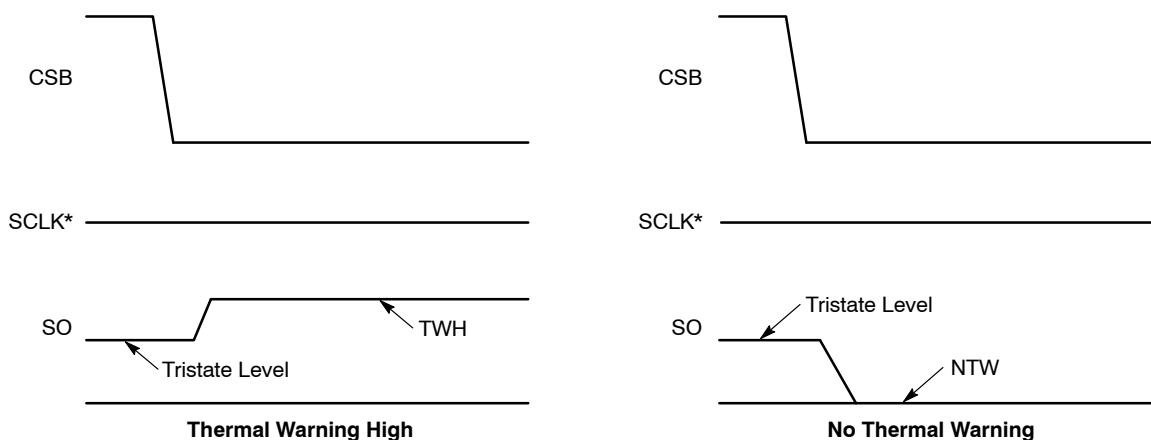 CSB
SCLK*
SO
TWH
Tristate Level
Thermal Warning High
CSB
SCLK*
SO
Tristate Level
NTW
No Thermal Warning